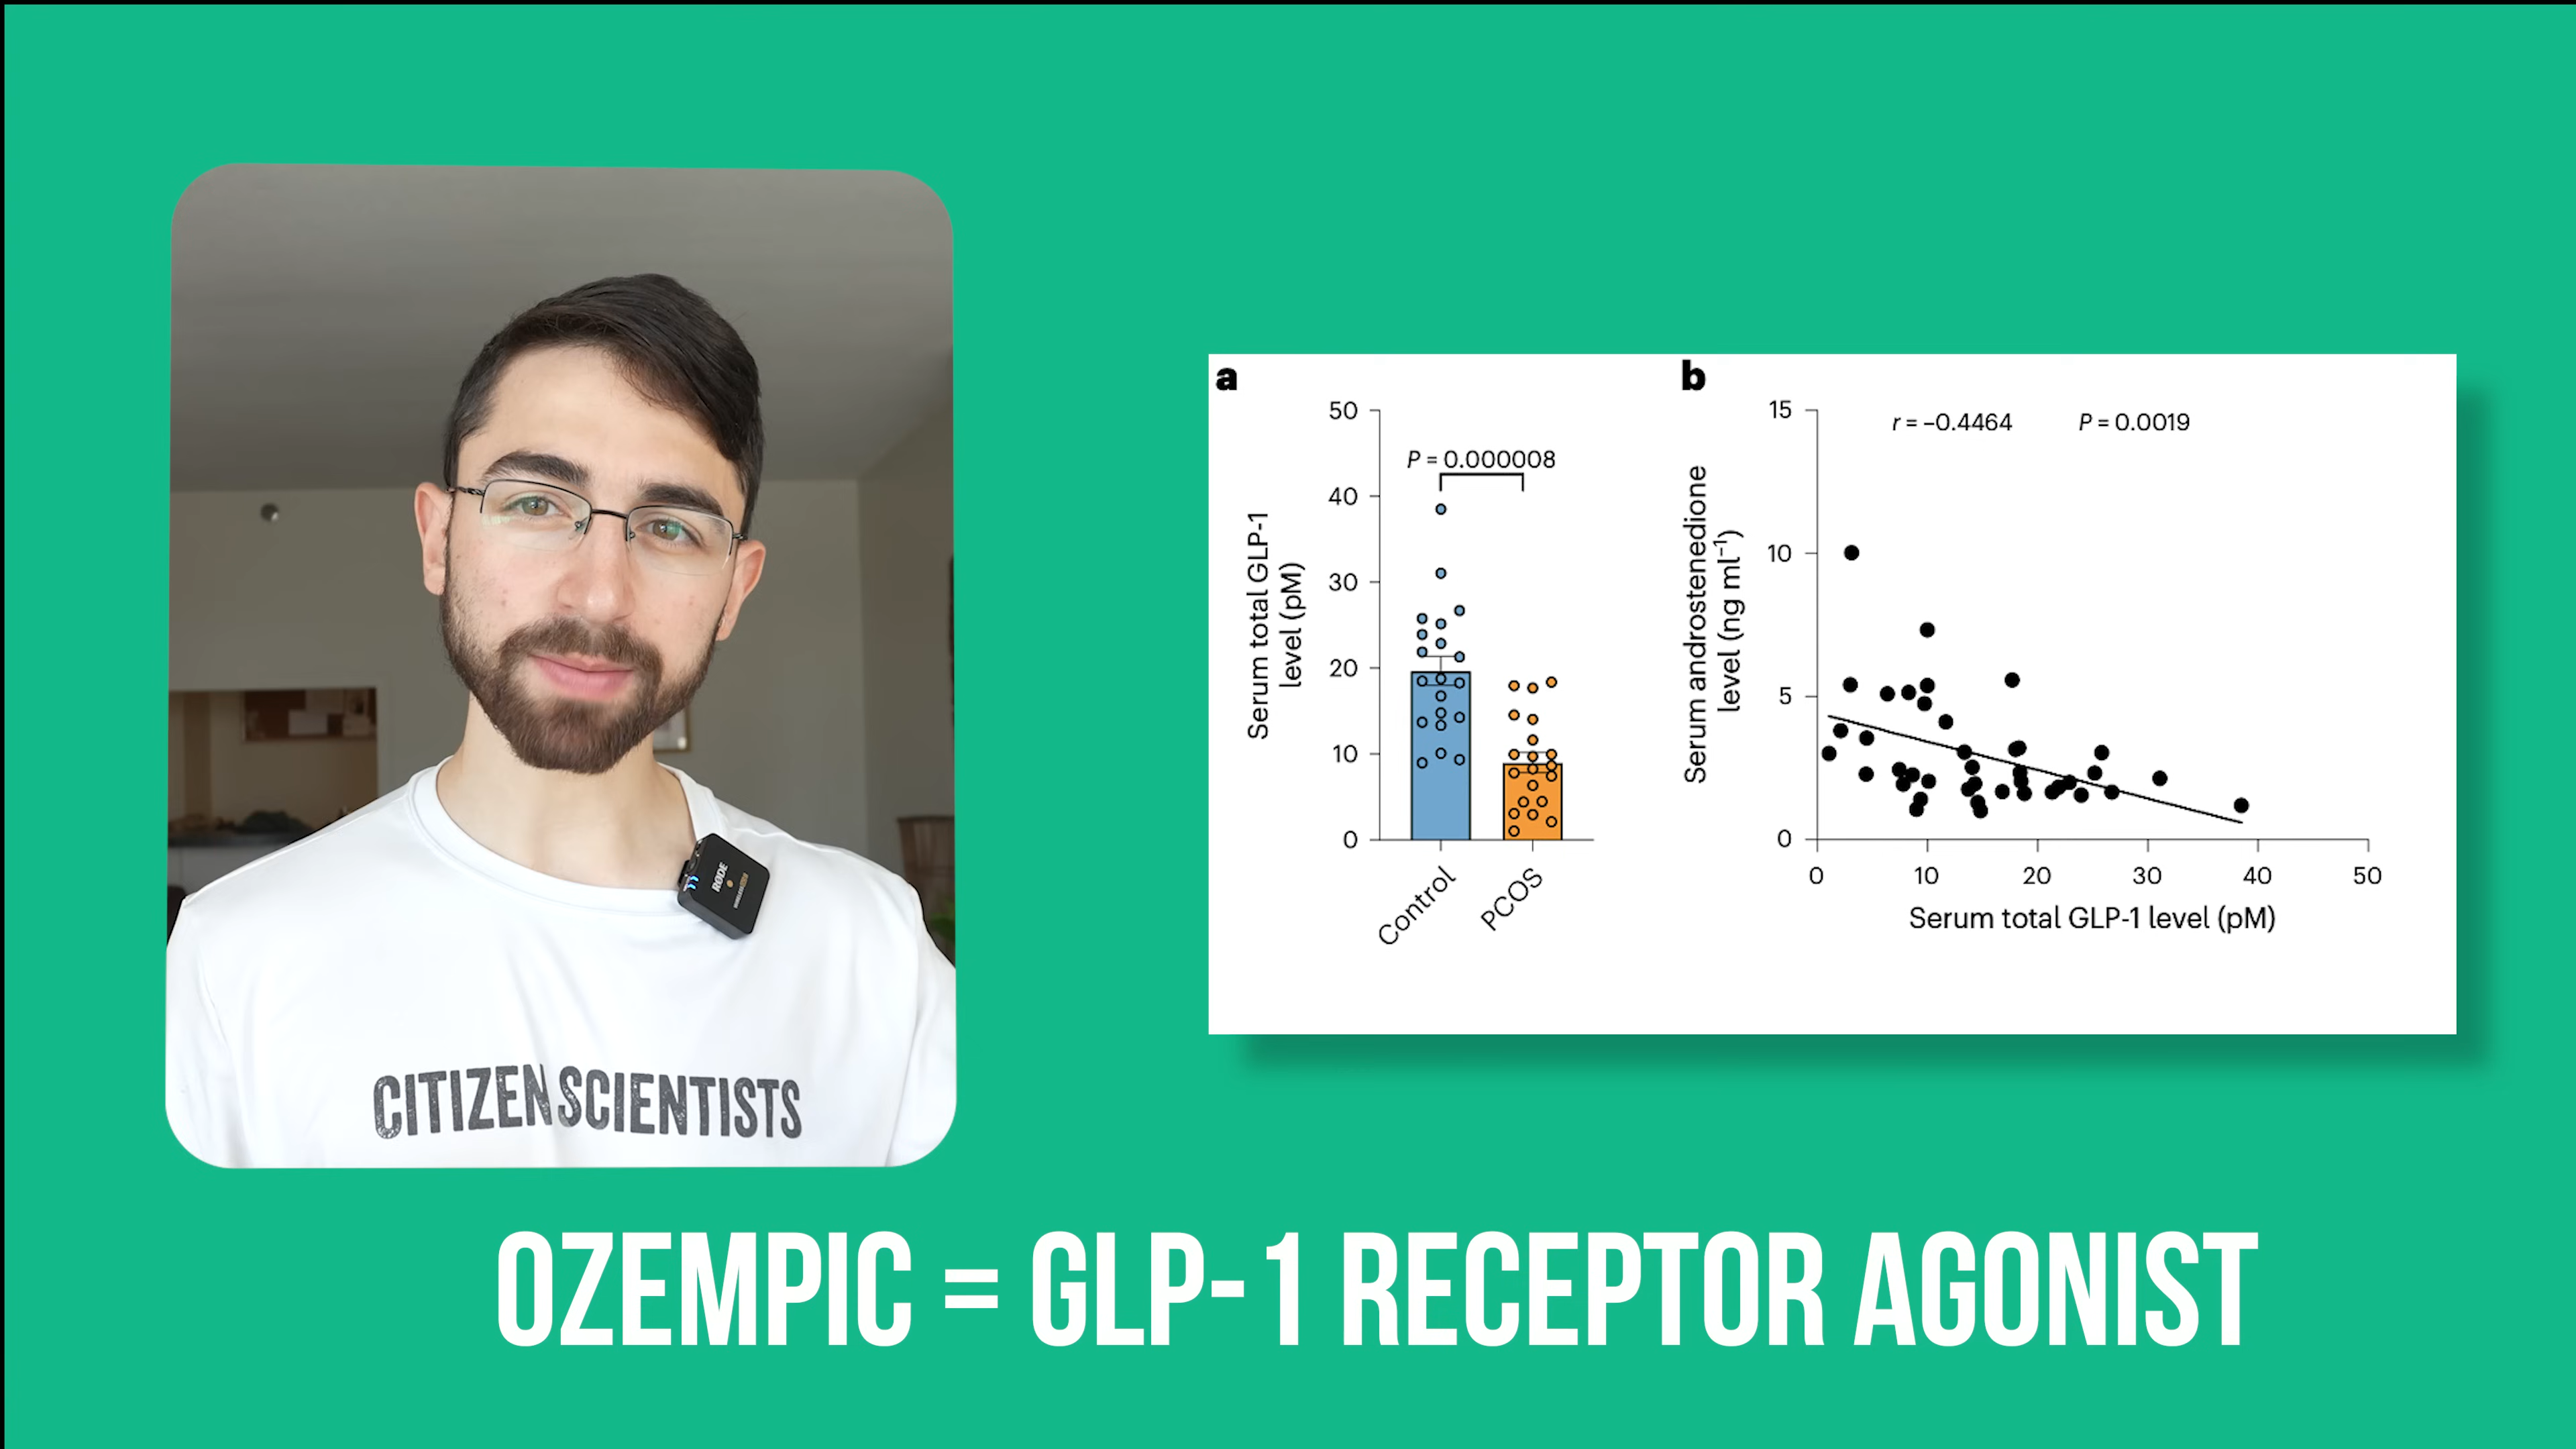 RØDE
CITIZEN SCIENTISTS
a
Serum total GLP-1
level (pM)
50
40
30
20
10
0
P = 0.000008
Control
PCOS
b
Serum androstenedione
level (ng ml⁻¹)
15
10
5
0
r = −0.4464 P = 0.0019
0 10 20 30 40 50
Serum total GLP-1 level (pM)
OZEMPIC = GLP-1 RECEPTOR AGONIST